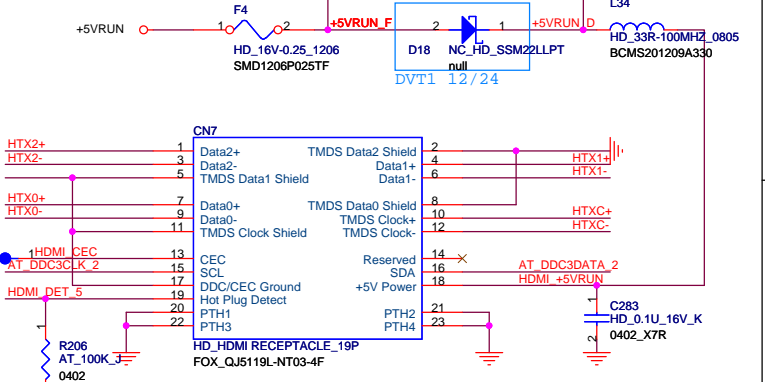 F4
L34
+5VRUN
1
2
+5VRUN_F
2
1
+5VRUN_D
HD_16V-0.25_1206
SMD1206P025TF
D18
NC_HD_SSM22LLPT
null
DVT1 12/24
HD_33R-100MHZ_0805
BCMS201209A330
CN7
HTX2+
1
Data2+
TMDS Data2 Shield
2
HTX2-
3
Data2-
Data1+
4
HTX1+
5
TMDS Data1 Shield
Data1-
6
HTX1-
HTX0+
7
Data0+
TMDS Data0 Shield
8
HTX0-
9
Data0-
TMDS Clock+
10
HTXC+
11
TMDS Clock Shield
TMDS Clock-
12
HTXC-
1
HDMI_CEC
13
CEC
Reserved
14
AT_DDC3CLK_2
15
SCL
SDA
16
AT_DDC3DATA_2
17
DDC/CEC Ground
+5V Power
18
HDMI_+5VRUN
HDMI_DET_5
19
Hot Plug Detect
20
PTH1
PTH2
21
22
PTH3
PTH4
23
HD_HDMI RECEPTACLE_19P
FOX_QJ5119L-NT03-4F
1
R206
AT_100K_J
0402
1
C283
HD_0.1U_16V_K
2
0402_X7R